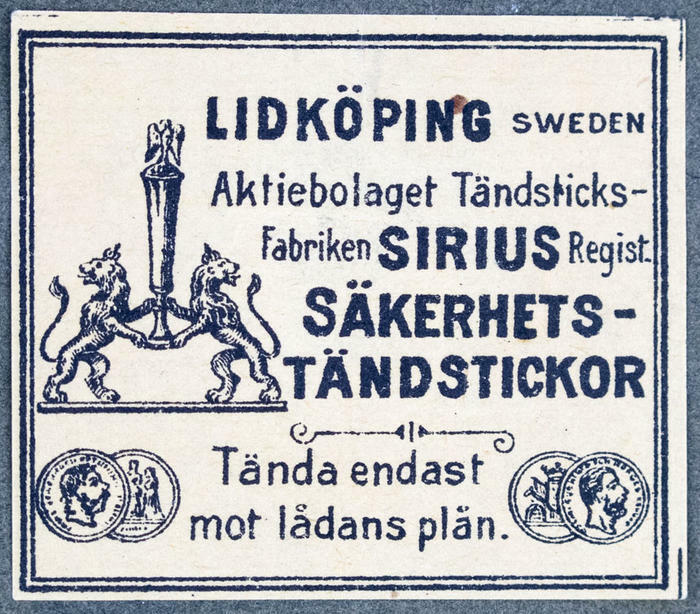 LIDKÖPING SWEDEN
Aktiebolaget Tändsticks-
Fabriken SIRIUS Regist.
SÄKERHETS-
TÄNDSTICKOR
Tända endast
mot lådans plån.